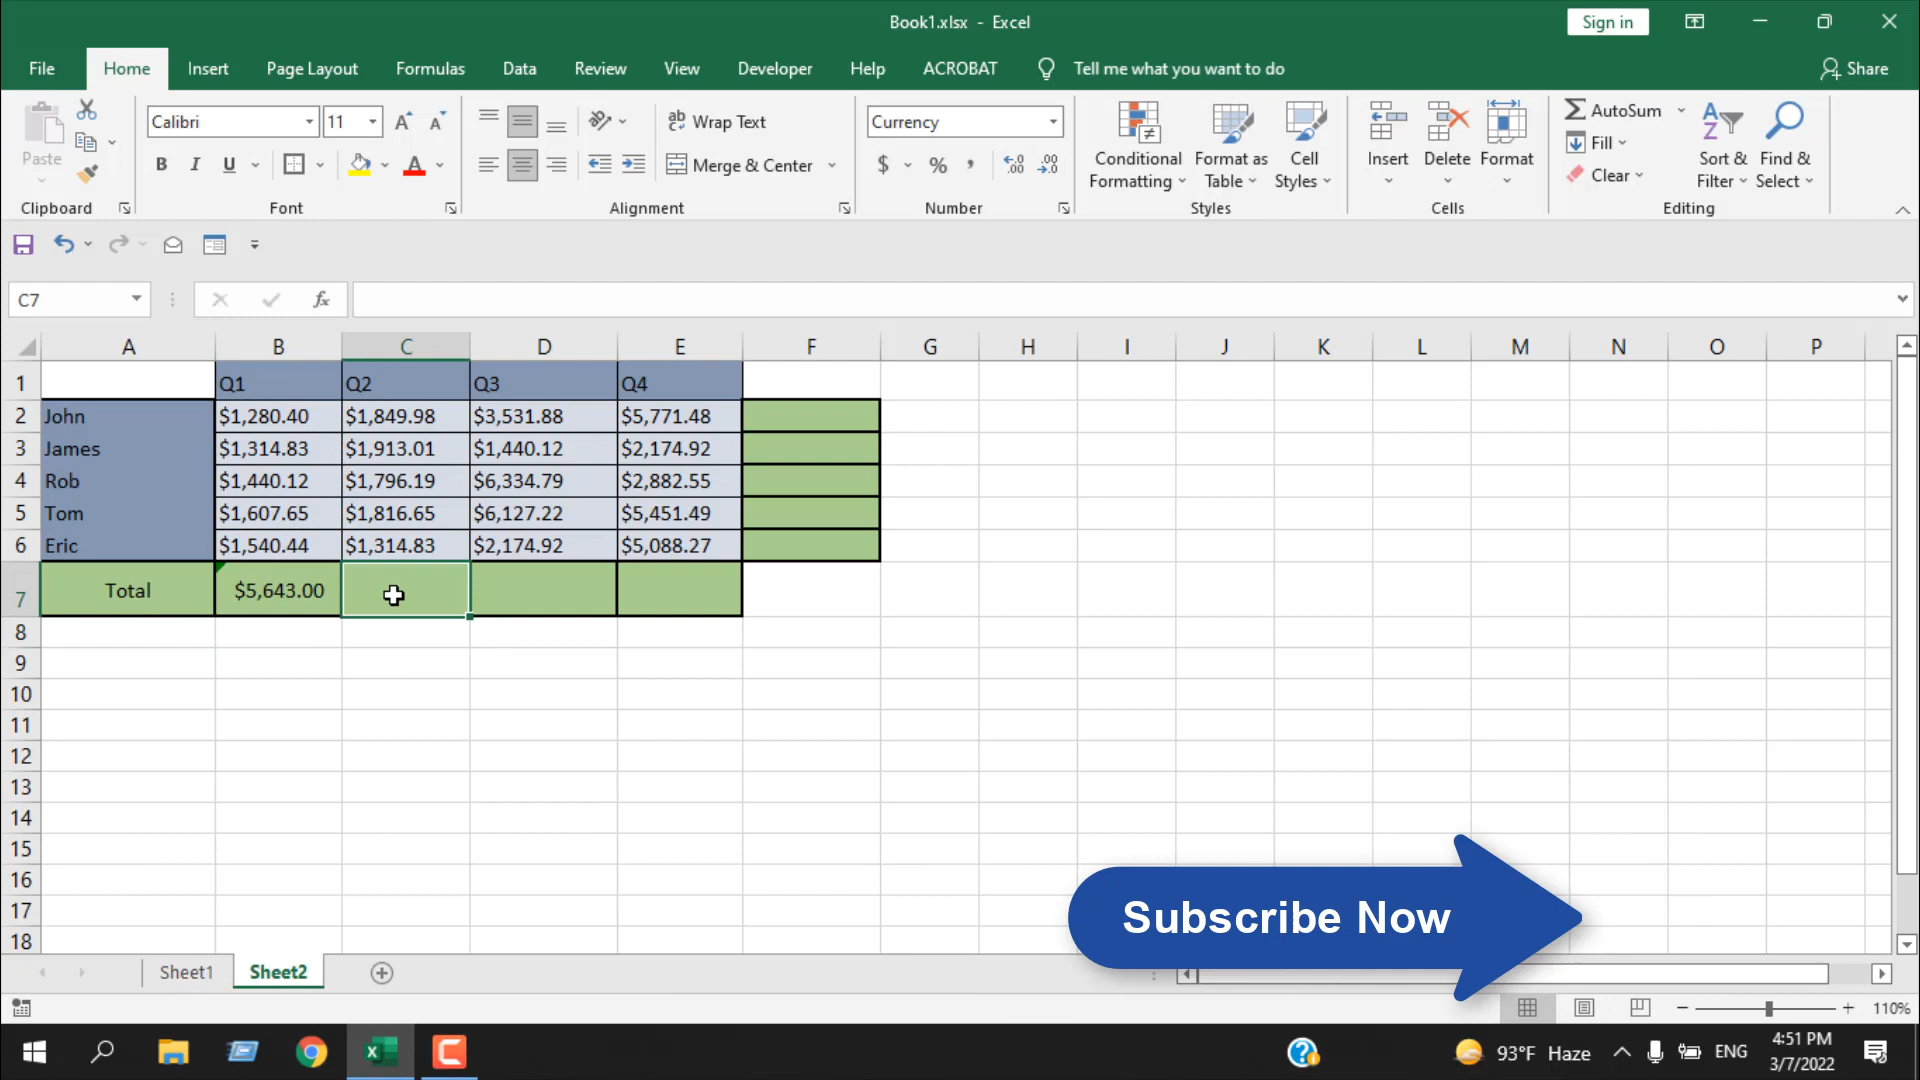 Book1.xlsx - Excel
Sign in
File Home Insert Page Layout Formulas Data Review View Developer Help ACROBAT Tell me what you want to do Share
Paste
Clipboard
Calibri 11
B I U
Font
Wrap Text
Merge & Center
Alignment
Currency
$ % ,
Number
Conditional Formatting
Format as Table
Cell Styles
Styles
Insert Delete Format
Cells
AutoSum
Fill
Clear
Sort & Filter
Find & Select
Editing
C7 fx
A B C D E F G H I J K L M N O P
1 Q1 Q2 Q3 Q4
2 John $1,280.40 $1,849.98 $3,531.88 $5,771.48
3 James $1,314.83 $1,913.01 $1,440.12 $2,174.92
4 Rob $1,440.12 $1,796.19 $6,334.79 $2,882.55
5 Tom $1,607.65 $1,816.65 $6,127.22 $5,451.49
6 Eric $1,540.44 $1,314.83 $2,174.92 $5,088.27
7 Total $5,643.00
8
9
10
11
12
13
14
15
16
17
18
Subscribe Now
Sheet1 Sheet2
110%
93°F Haze ENG 4:51 PM
3/7/2022